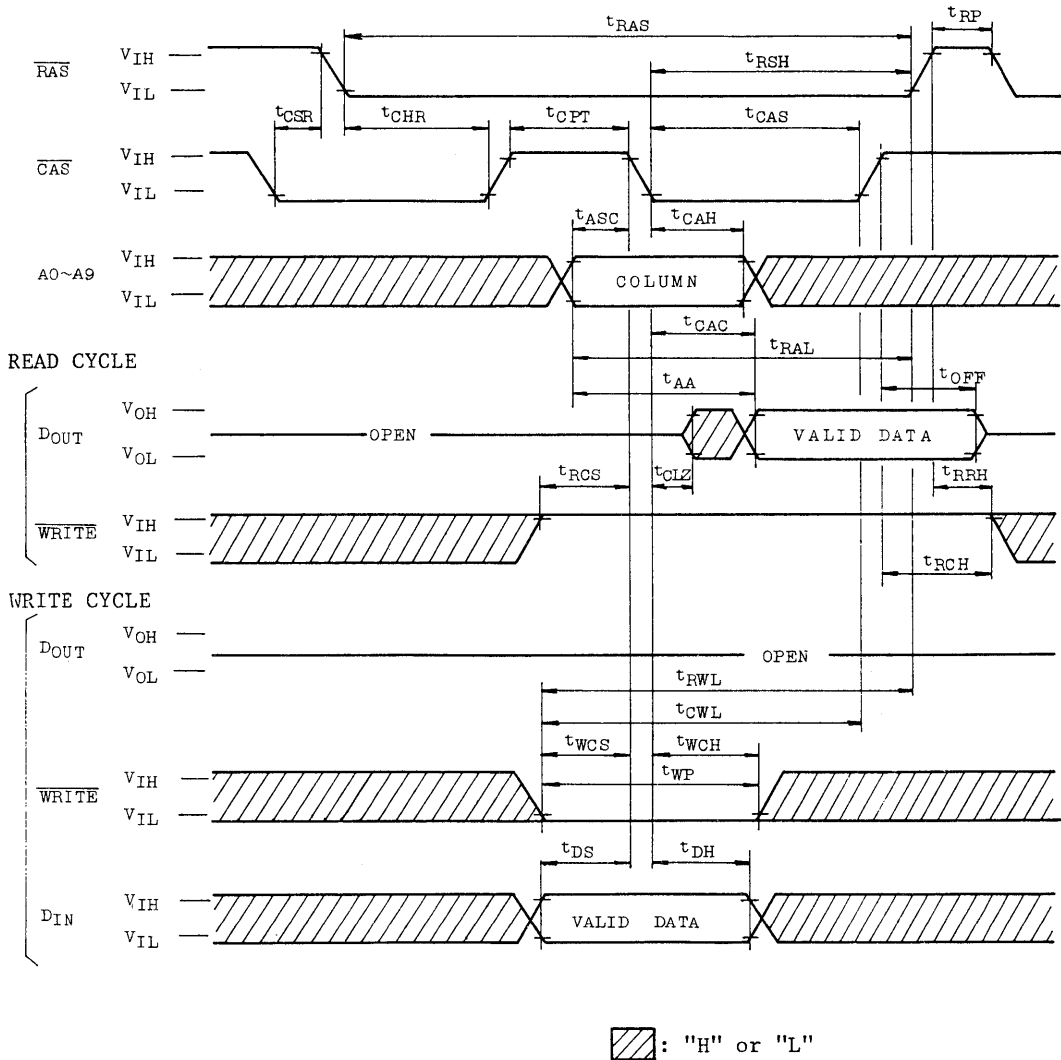 tRAS tRP
RAS VIH
VIL
tRSH
tCSR tCHR tCPT tCAS
CAS VIH
VIL
tASC tCAH
A0~A9 VIH
VIL
COLUMN
tCAC
tRAL
READ CYCLE
tAA tOFF
DOUT VOH
VOL
OPEN VALID DATA
tRCS tCLZ tRRH
WRITE VIH
VIL
tRCH
WRITE CYCLE
DOUT VOH
VOL
OPEN
tRWL
tCWL
tWCS tWCH
tWP
WRITE VIH
VIL
tDS tDH
DIN VIH
VIL
VALID DATA
: "H" or "L"